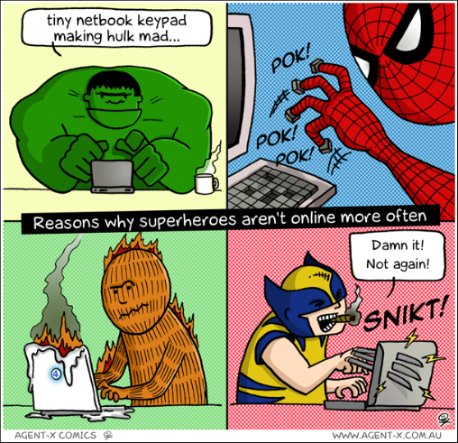 tiny netbook keypad
making hulk mad...
POK!
POK!
POK!
Reasons why superheroes aren't online more often
Damn it!
Not again!
SNIKT!
4
AGENT-X COMICS
WWW.AGENT-X.COM.AU